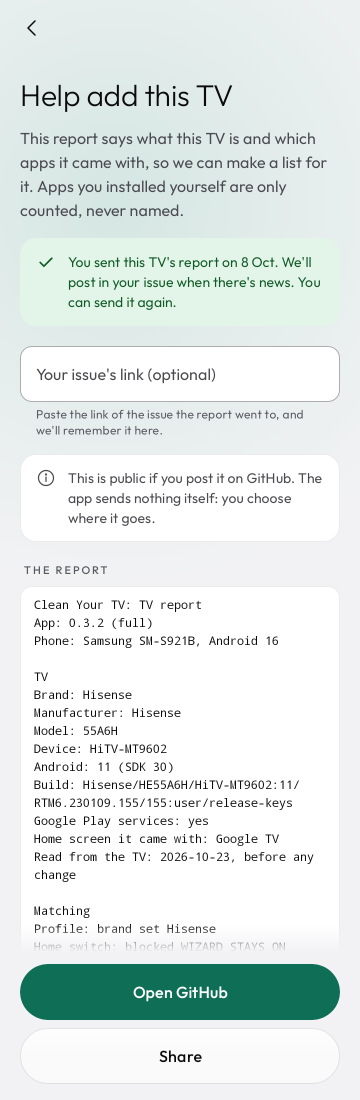 Help add this TV
This report says what this TV is and which
apps it came with, so we can make a list for
it. Apps you installed yourself are only
counted, never named.
You sent this TV's report on 8 Oct. We'll
post in your issue when there's news. You
can send it again.
Your issue's link (optional)
Paste the link of the issue the report went to, and
we'll remember it here.
This is public if you post it on GitHub. The
app sends nothing itself: you choose
where it goes.
THE REPORT
Clean Your TV: TV report
App: 0.3.2 (full)
Phone: Samsung SM-S921B, Android 16
TV
Brand: Hisense
Manufacturer: Hisense
Model: 55A6H
Device: HiTV-MT9602
Android: 11 (SDK 30)
Build: Hisense/HE55A6H/HiTV-MT9602:11/
RTM6.230109.155/155:user/release-keys
Google Play services: yes
Home screen it came with: Google TV
Read from the TV: 2026-10-23, before any
change
Matching
Profile: brand set Hisense
Home switch: blocked WIZARD_STAYS_ON
Open GitHub
Share